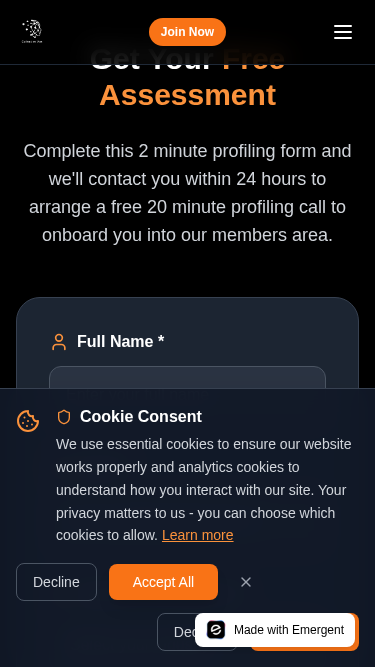 Join Now
Get Your Free
Assessment
Complete this 2 minute profiling form and
we'll contact you within 24 hours to
arrange a free 20 minute profiling call to
onboard you into our members area.
Full Name *
Cookie Consent
We use essential cookies to ensure our website
works properly and analytics cookies to
understand how you interact with our site. Your
privacy matters to us - you can choose which
cookies to allow. Learn more
Decline
Accept All
Made with Emergent